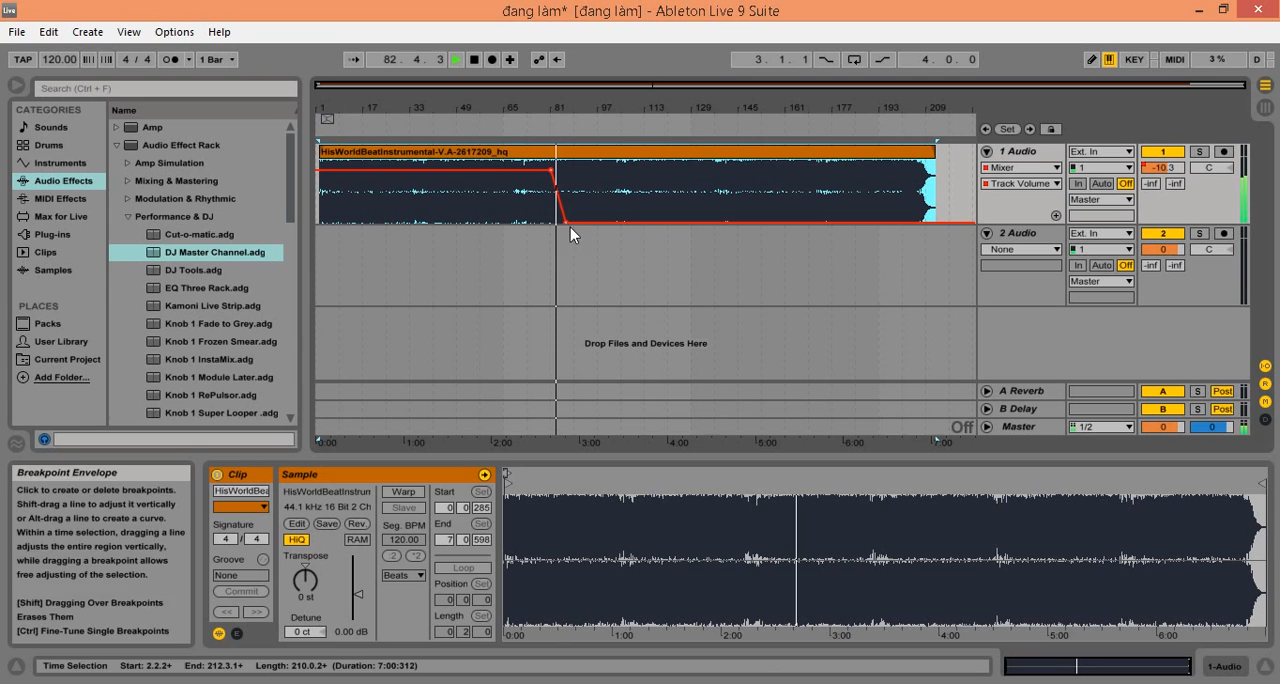 Live
đang làm* [đang làm] - Ableton Live 9 Suite
File Edit Create View Options Help
TAP 120.00 4 / 4 1 Bar 82 . 4 . 3 3 . 1 . 1 4 . 0 . 0 KEY MIDI 3 % D
Search (Ctrl + F)
CATEGORIES
Sounds
Drums
Instruments
Audio Effects
MIDI Effects
Max for Live
Plug-ins
Clips
Samples
PLACES
Packs
User Library
Current Project
Add Folder...
Name
Amp
Audio Effect Rack
Amp Simulation
Mixing & Mastering
Modulation & Rhythmic
Performance & DJ
Cut-o-matic.adg
DJ Master Channel.adg
DJ Tools.adg
EQ Three Rack.adg
Kamoni Live Strip.adg
Knob 1 Fade to Grey.adg
Knob 1 Frozen Smear.adg
Knob 1 InstaMix.adg
Knob 1 Module Later.adg
Knob 1 RePulsor.adg
Knob 1 Super Looper .adg
1 17 33 49 65 81 97 113 129 145 161 177 193 209
Set
HisWorldBeatInstrumental-V.A-2617209_hq
1 Audio Ext. In 1 S
Mixer 1 -10.3 C
Track Volume In Auto Off -inf -inf
Master
2 Audio Ext. In 2 S
None 1 0 C
In Auto Off -inf -inf
Master
Drop Files and Devices Here
A Reverb A S Post
B Delay B S Post
Off Master 1/2 0 0
0:00 1:00 2:00 3:00 4:00 5:00 6:00 7:00
I-O
R
M
C
Breakpoint Envelope
Click to create or delete breakpoints.
Shift-drag a line to adjust it vertically
or Alt-drag a line to create a curve.
Within a time selection, dragging a line
adjusts the entire region vertically,
while dragging a breakpoint allows
free adjusting of the selection.
[Shift] Dragging Over Breakpoints
Erases Them
[Ctrl] Fine-Tune Single Breakpoints
Clip
HisWorldBea
Signature
4 / 4
Groove
None
Commit
<< >>
E
Sample
HisWorldBeatInstrun
44.1 kHz 16 Bit 2 Ch
Edit Save Rev.
HiQ RAM
Transpose
0 st
Detune
0 ct 0.00 dB
Warp
Slave
Seg. BPM
120.00
:2 *2
Beats
Start Set
0 0 285
End Set
7 0 598
Loop
Position Set
0 0 0
Length Set
0 2 0
0:00 1:00 2:00 3:00 4:00 5:00 6:00
Time Selection Start: 2.2.2+ End: 212.3.1+ Length: 210.0.2+ (Duration: 7:00:312)
1-Audio